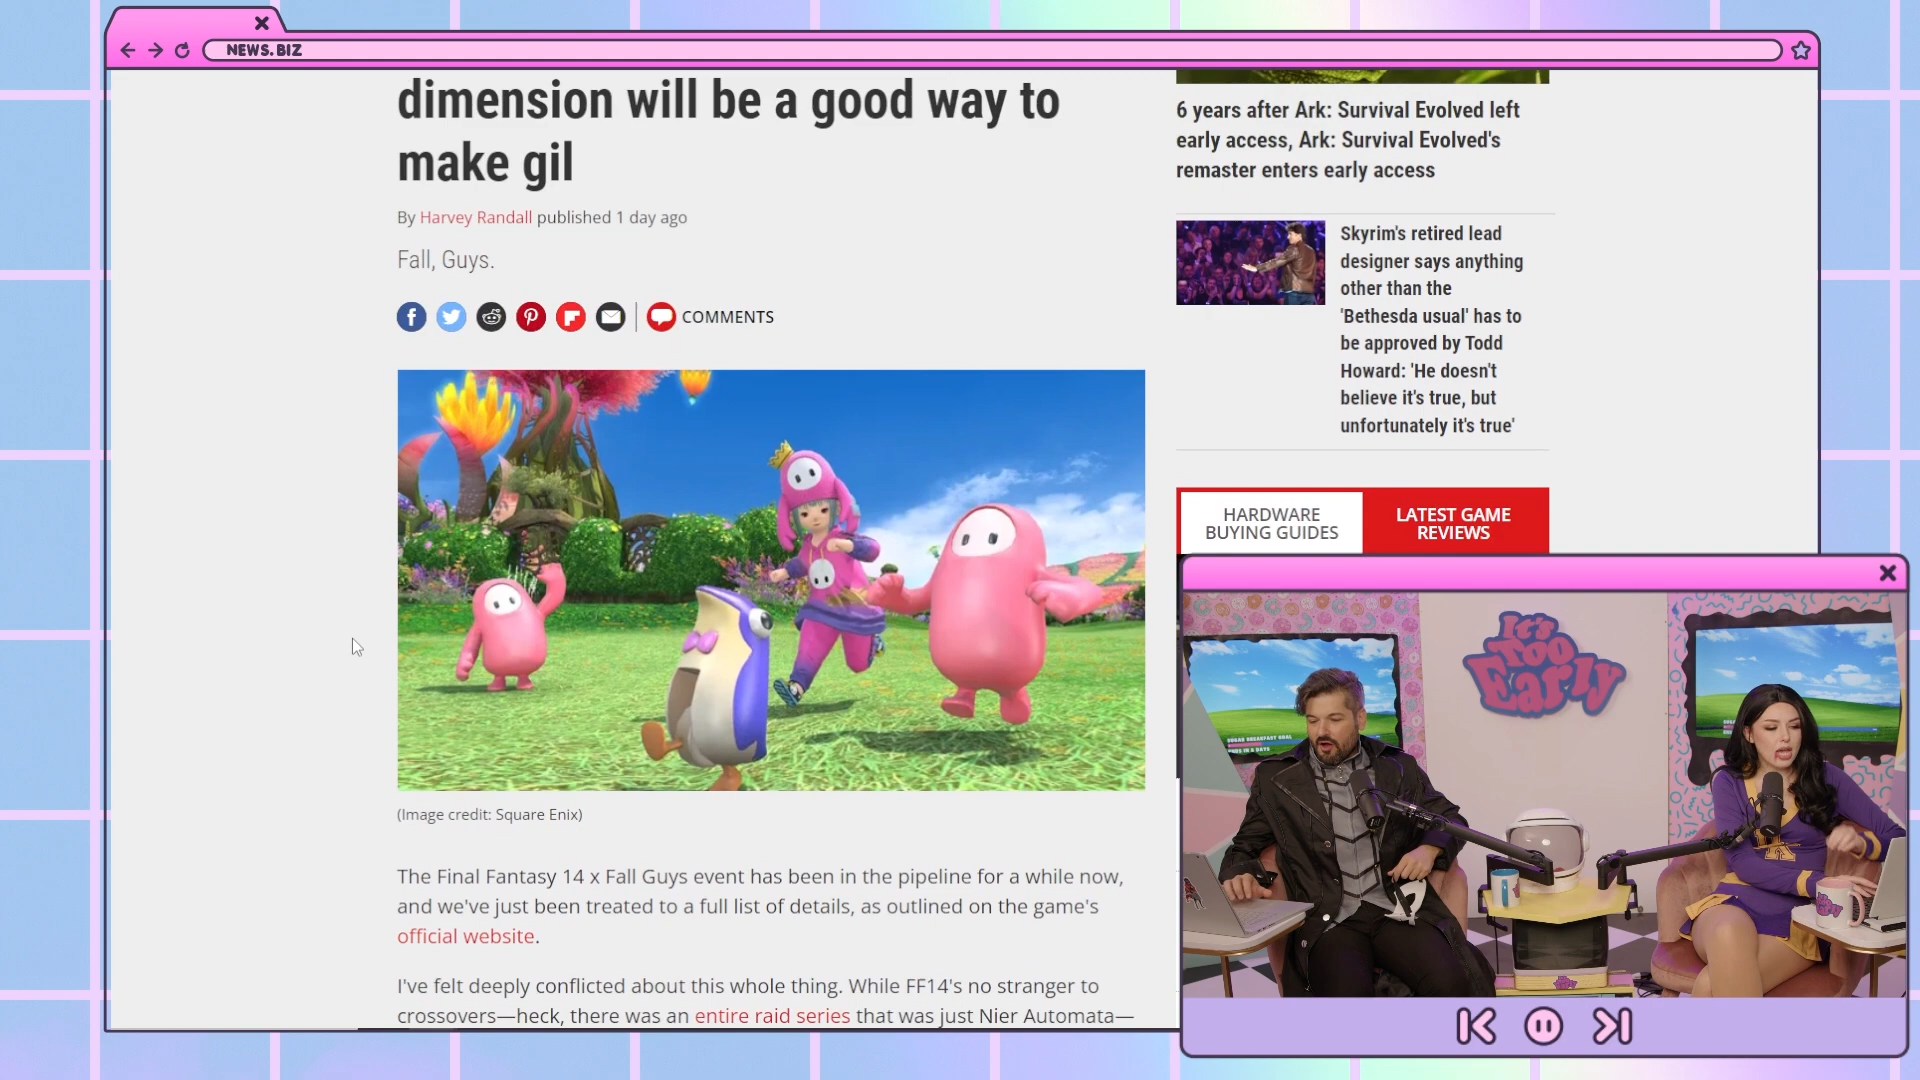 NEWS.BIZ
dimension will be a good way to
make gil
By Harvey Randall published 1 day ago
Fall, Guys.
COMMENTS
(Image credit: Square Enix)
The Final Fantasy 14 x Fall Guys event has been in the pipeline for a while now,
and we've just been treated to a full list of details, as outlined on the game's
official website.
I've felt deeply conflicted about this whole thing. While FF14's no stranger to
crossovers—heck, there was an entire raid series that was just Nier Automata—
6 years after Ark: Survival Evolved left
early access, Ark: Survival Evolved's
remaster enters early access
Skyrim's retired lead
designer says anything
other than the
'Bethesda usual' has to
be approved by Todd
Howard: 'He doesn't
believe it's true, but
unfortunately it's true'
HARDWARE
BUYING GUIDES
LATEST GAME
REVIEWS
It's
Too
Early